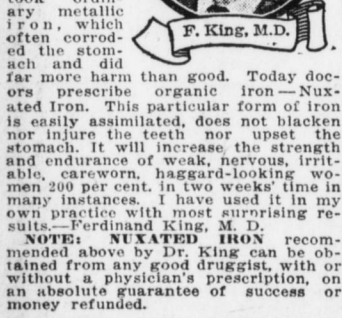 ary metallic
iron, which
often corrod-
ed the stom-
ach and did
far more harm than good. Today doc-
ors prescribe organic iron—Nux-
ated Iron. This particular form of iron
is easily assimilated, does not blacken
nor injure the teeth nor upset the
stomach. It will increase the strength
and endurance of weak, nervous, irrit-
able, careworn, haggard-looking wo-
men 200 per cent. in two weeks' time in
many instances. I have used it in my
own practice with most surprising re-
sults.—Ferdinand King, M. D.
F. King, M.D.
NOTE: NUXATED IRON recom-
mended above by Dr. King can be ob-
tained from any good druggist, with or
without a physician's prescription, on
an absolute guarantee of success or
money refunded.